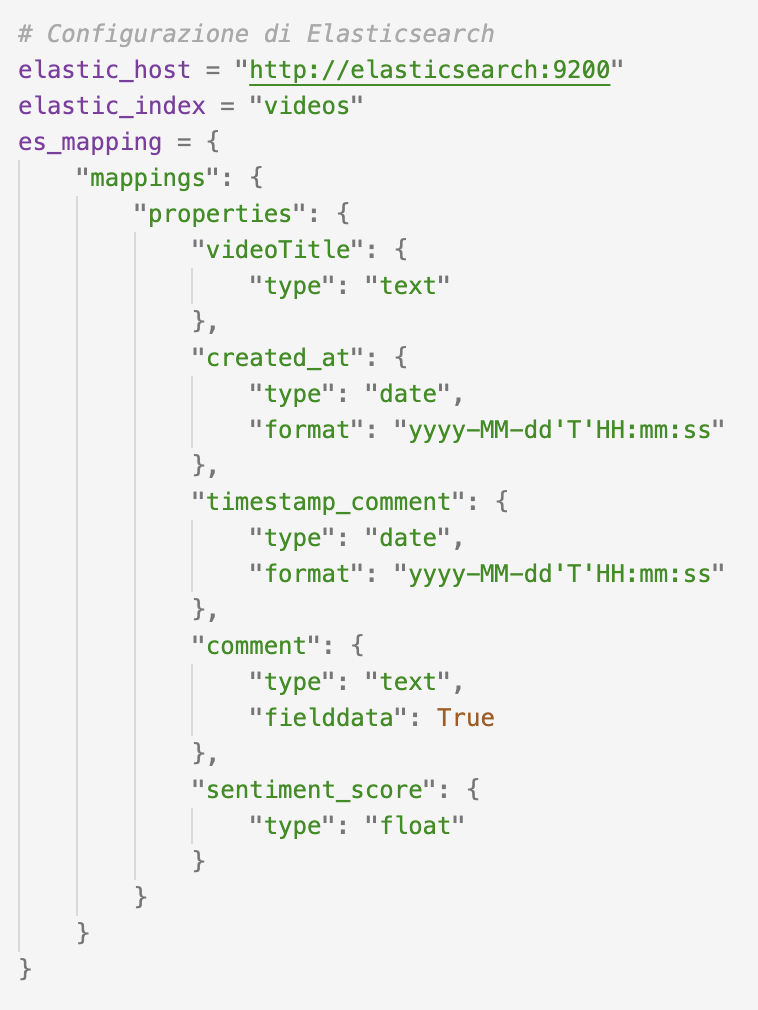 # Configurazione di Elasticsearch
elastic_host = "http://elasticsearch:9200"
elastic_index = "videos"
es_mapping = {
    "mappings": {
        "properties": {
            "videoTitle": {
                "type": "text"
            },
            "created_at": {
                "type": "date",
                "format": "yyyy-MM-dd'T'HH:mm:ss"
            },
            "timestamp_comment": {
                "type": "date",
                "format": "yyyy-MM-dd'T'HH:mm:ss"
            },
            "comment": {
                "type": "text",
                "fielddata": True
            },
            "sentiment_score": {
                "type": "float"
            }
        }
    }
}